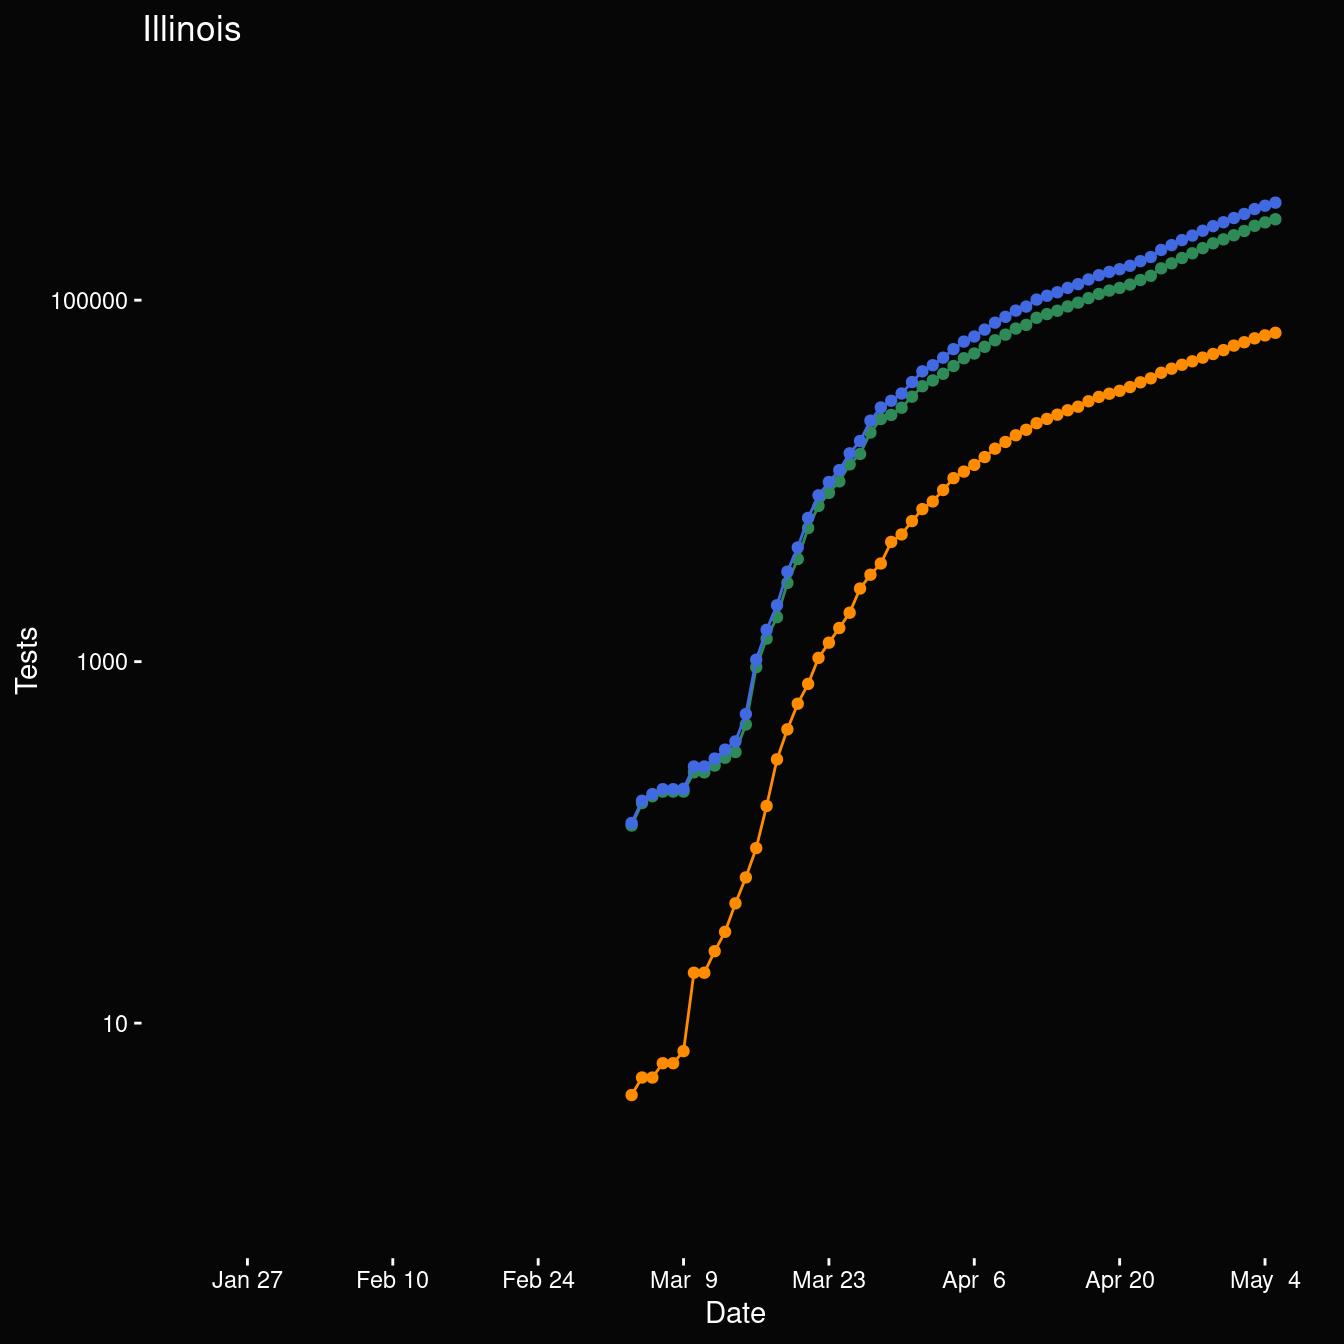 Illinois
Tests
100000
1000
10
Jan 27
Feb 10
Feb 24
Mar  9
Mar 23
Apr  6
Apr 20
May  4
Date